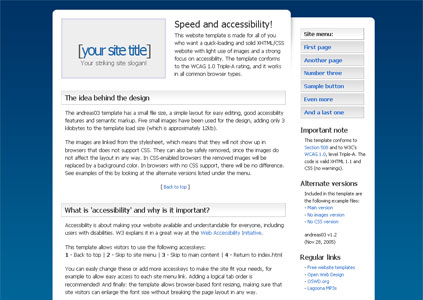 [your site title]
Your striking site slogan!
Speed and accessibility!
This website template is made for all of you
who want a quick-loading and solid XHTML/CSS
website with light use of images and a strong
focus on accessibility. The template conforms
to the WCAG 1.0 Triple-A rating, and it works
in all common browser types.
The idea behind the design
The andreas03 template has a small file size, a simple layout for easy editing, good accessibility
features and semantic markup. Five small images have been used for the design, adding only 3
kilobytes to the template load size (which is approximately 12kb).
The images are linked from the stylesheet, which means that they will not show up in
browsers that does not support CSS. They can also be safely removed, since the images do
not affect the layout in any way. In CSS-enabled browsers the removed images will be
replaced by a background color. In browsers with no CSS support, there will be no difference.
See examples of this by looking at the alternate versions listed under the menu.
[ Back to top ]
What is 'accessibility' and why is it important?
Accessibility is about making your website available and understandable for everyone, including
users with disabilities. W3 explains it in a great way at the Web Accessibility Initiative.
This template allows visitors to use the following accesskeys:
1 - Back to top | 2 - Skip to site menu | 3 - Skip to main content | 4 - Return to index.html
You can easily change these or add more accesskeys to make the site fit your needs, for
example to allow easy access to each site menu link. Adding a logical tab order is
recommended! And finally: the template allows browser-based font resizing, making sure that
site visitors can enlarge the font size without breaking the page layout in any way.
Site menu:
First page
Another page
Number three
Sample button
Even more
And a last one
Important note
This template conforms to
Section 508 and to W3C's
WCAG 1.0, level Triple-A. The
code is valid XHTML 1.1 and
CSS (no warnings).
Alternate versions
Included in this template are
the following example files:
- Main version
- No images version
- No CSS version
andreas03 v1.2
(Nov 28, 2005)
Regular links
- Free website templates
- Open Web Design
- OSWD.org
- Lagoona MP3s